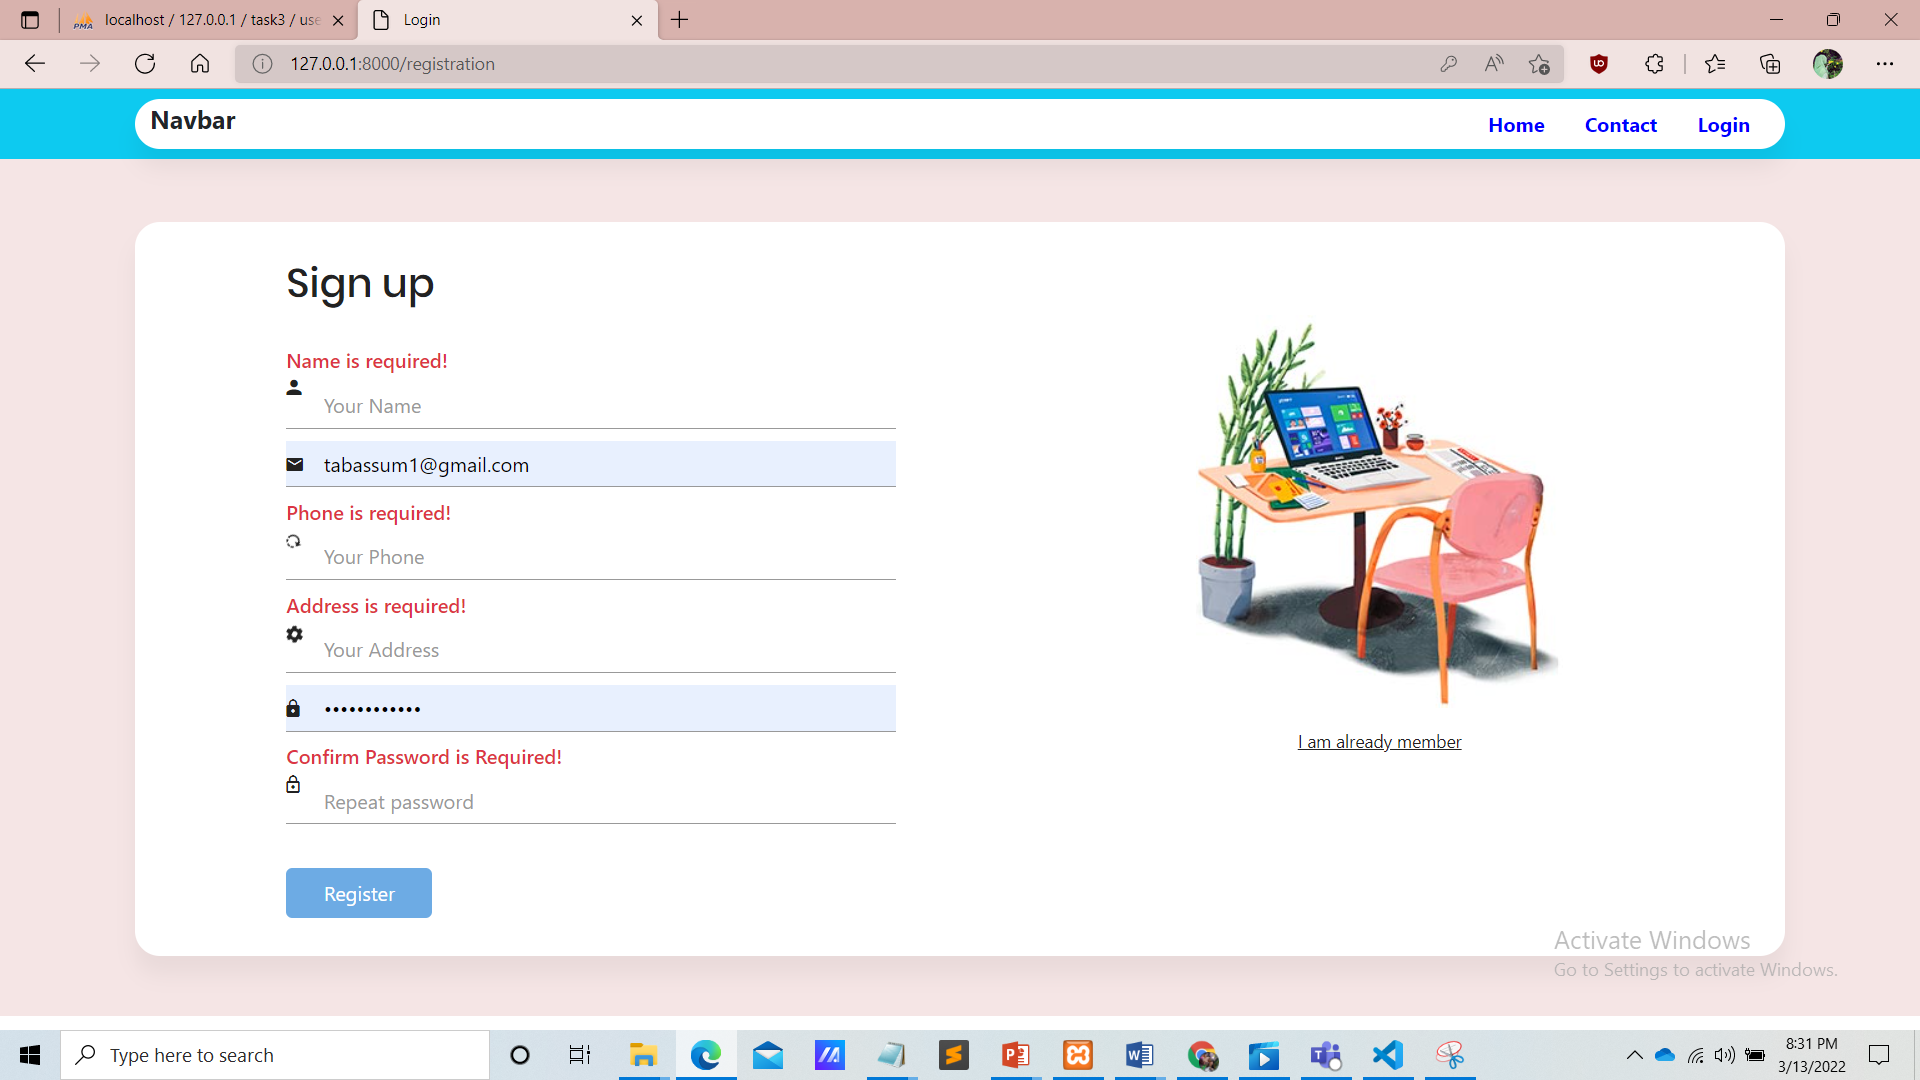 localhost / 127.0.0.1 / task3 / use
Login
127.0.0.1:8000/registration
Navbar
Home
Contact
Login
Sign up
Name is required!
Your Name
tabassum1@gmail.com
Phone is required!
Your Phone
Address is required!
Your Address
••••••••••••
Confirm Password is Required!
Repeat password
Register
I am already member
Activate Windows
Go to Settings to activate Windows.
Type here to search
8:31 PM
3/13/2022